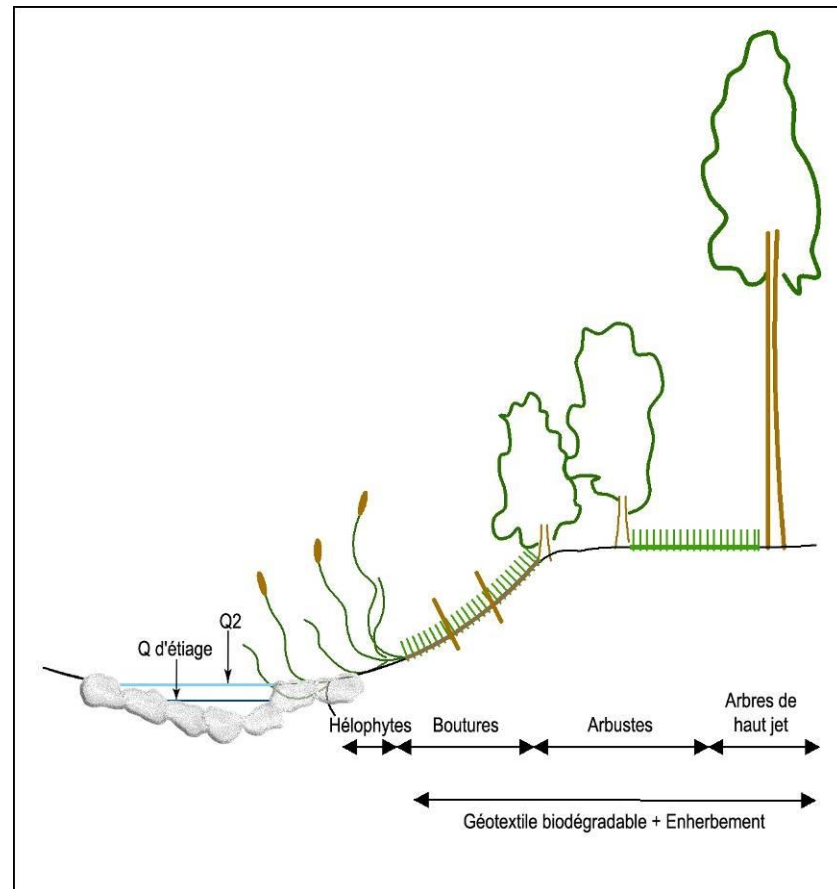 Q2
Q d'étiage
Hélophytes
Boutures
Arbustes
Arbres de
haut jet
Géotextile biodégradable + Enherbement